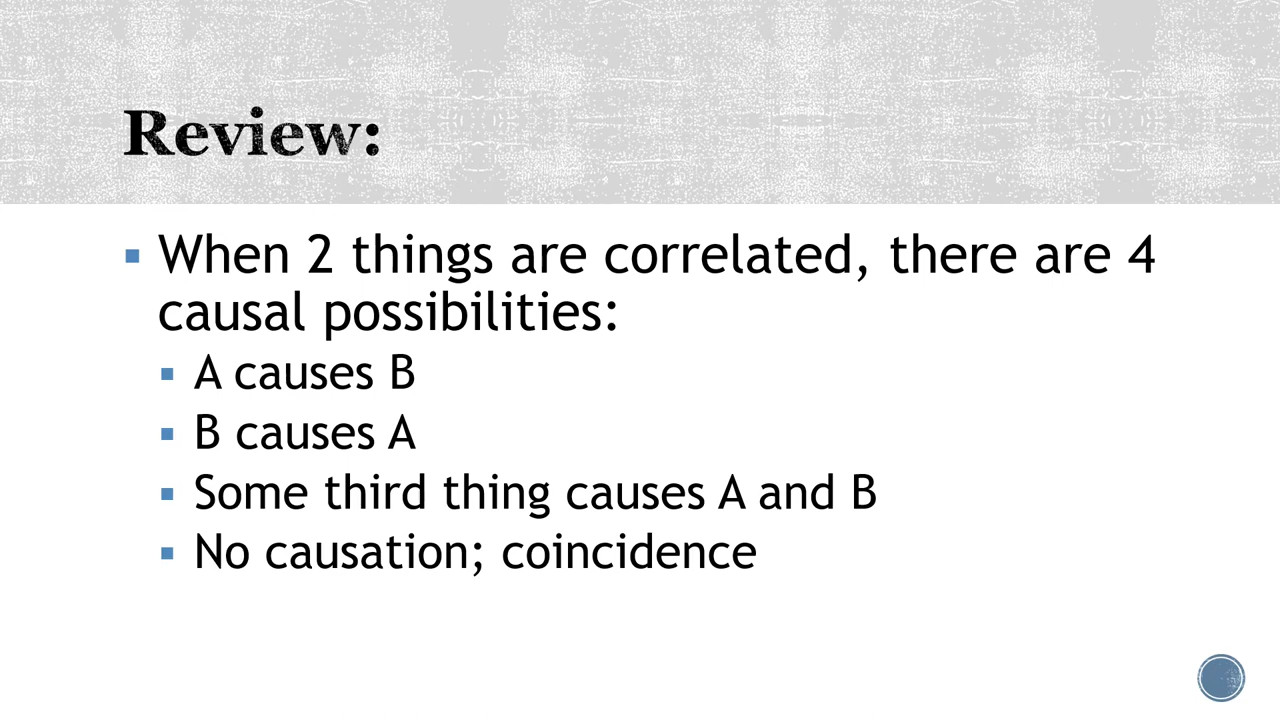 Review:
▪ When 2 things are correlated, there are 4
causal possibilities:
▪ A causes B
▪ B causes A
▪ Some third thing causes A and B
▪ No causation; coincidence